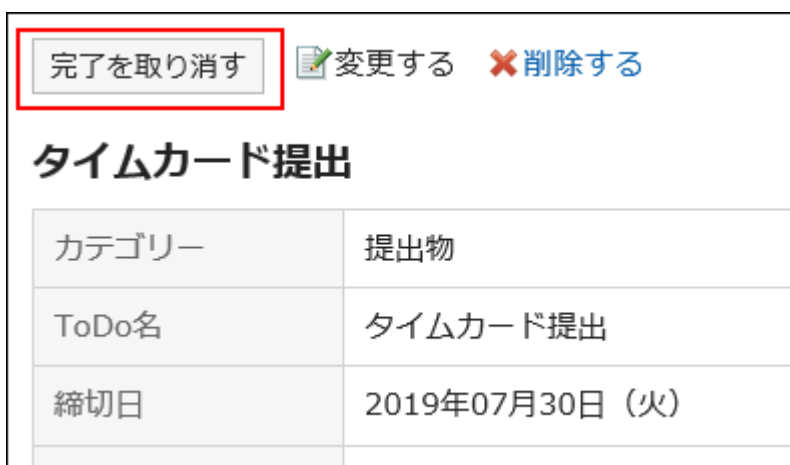 完了を取り消す 変更する 削除する
タイムカード提出
カテゴリー 提出物
ToDo名 タイムカード提出
締切日 2019年07月30日（火）